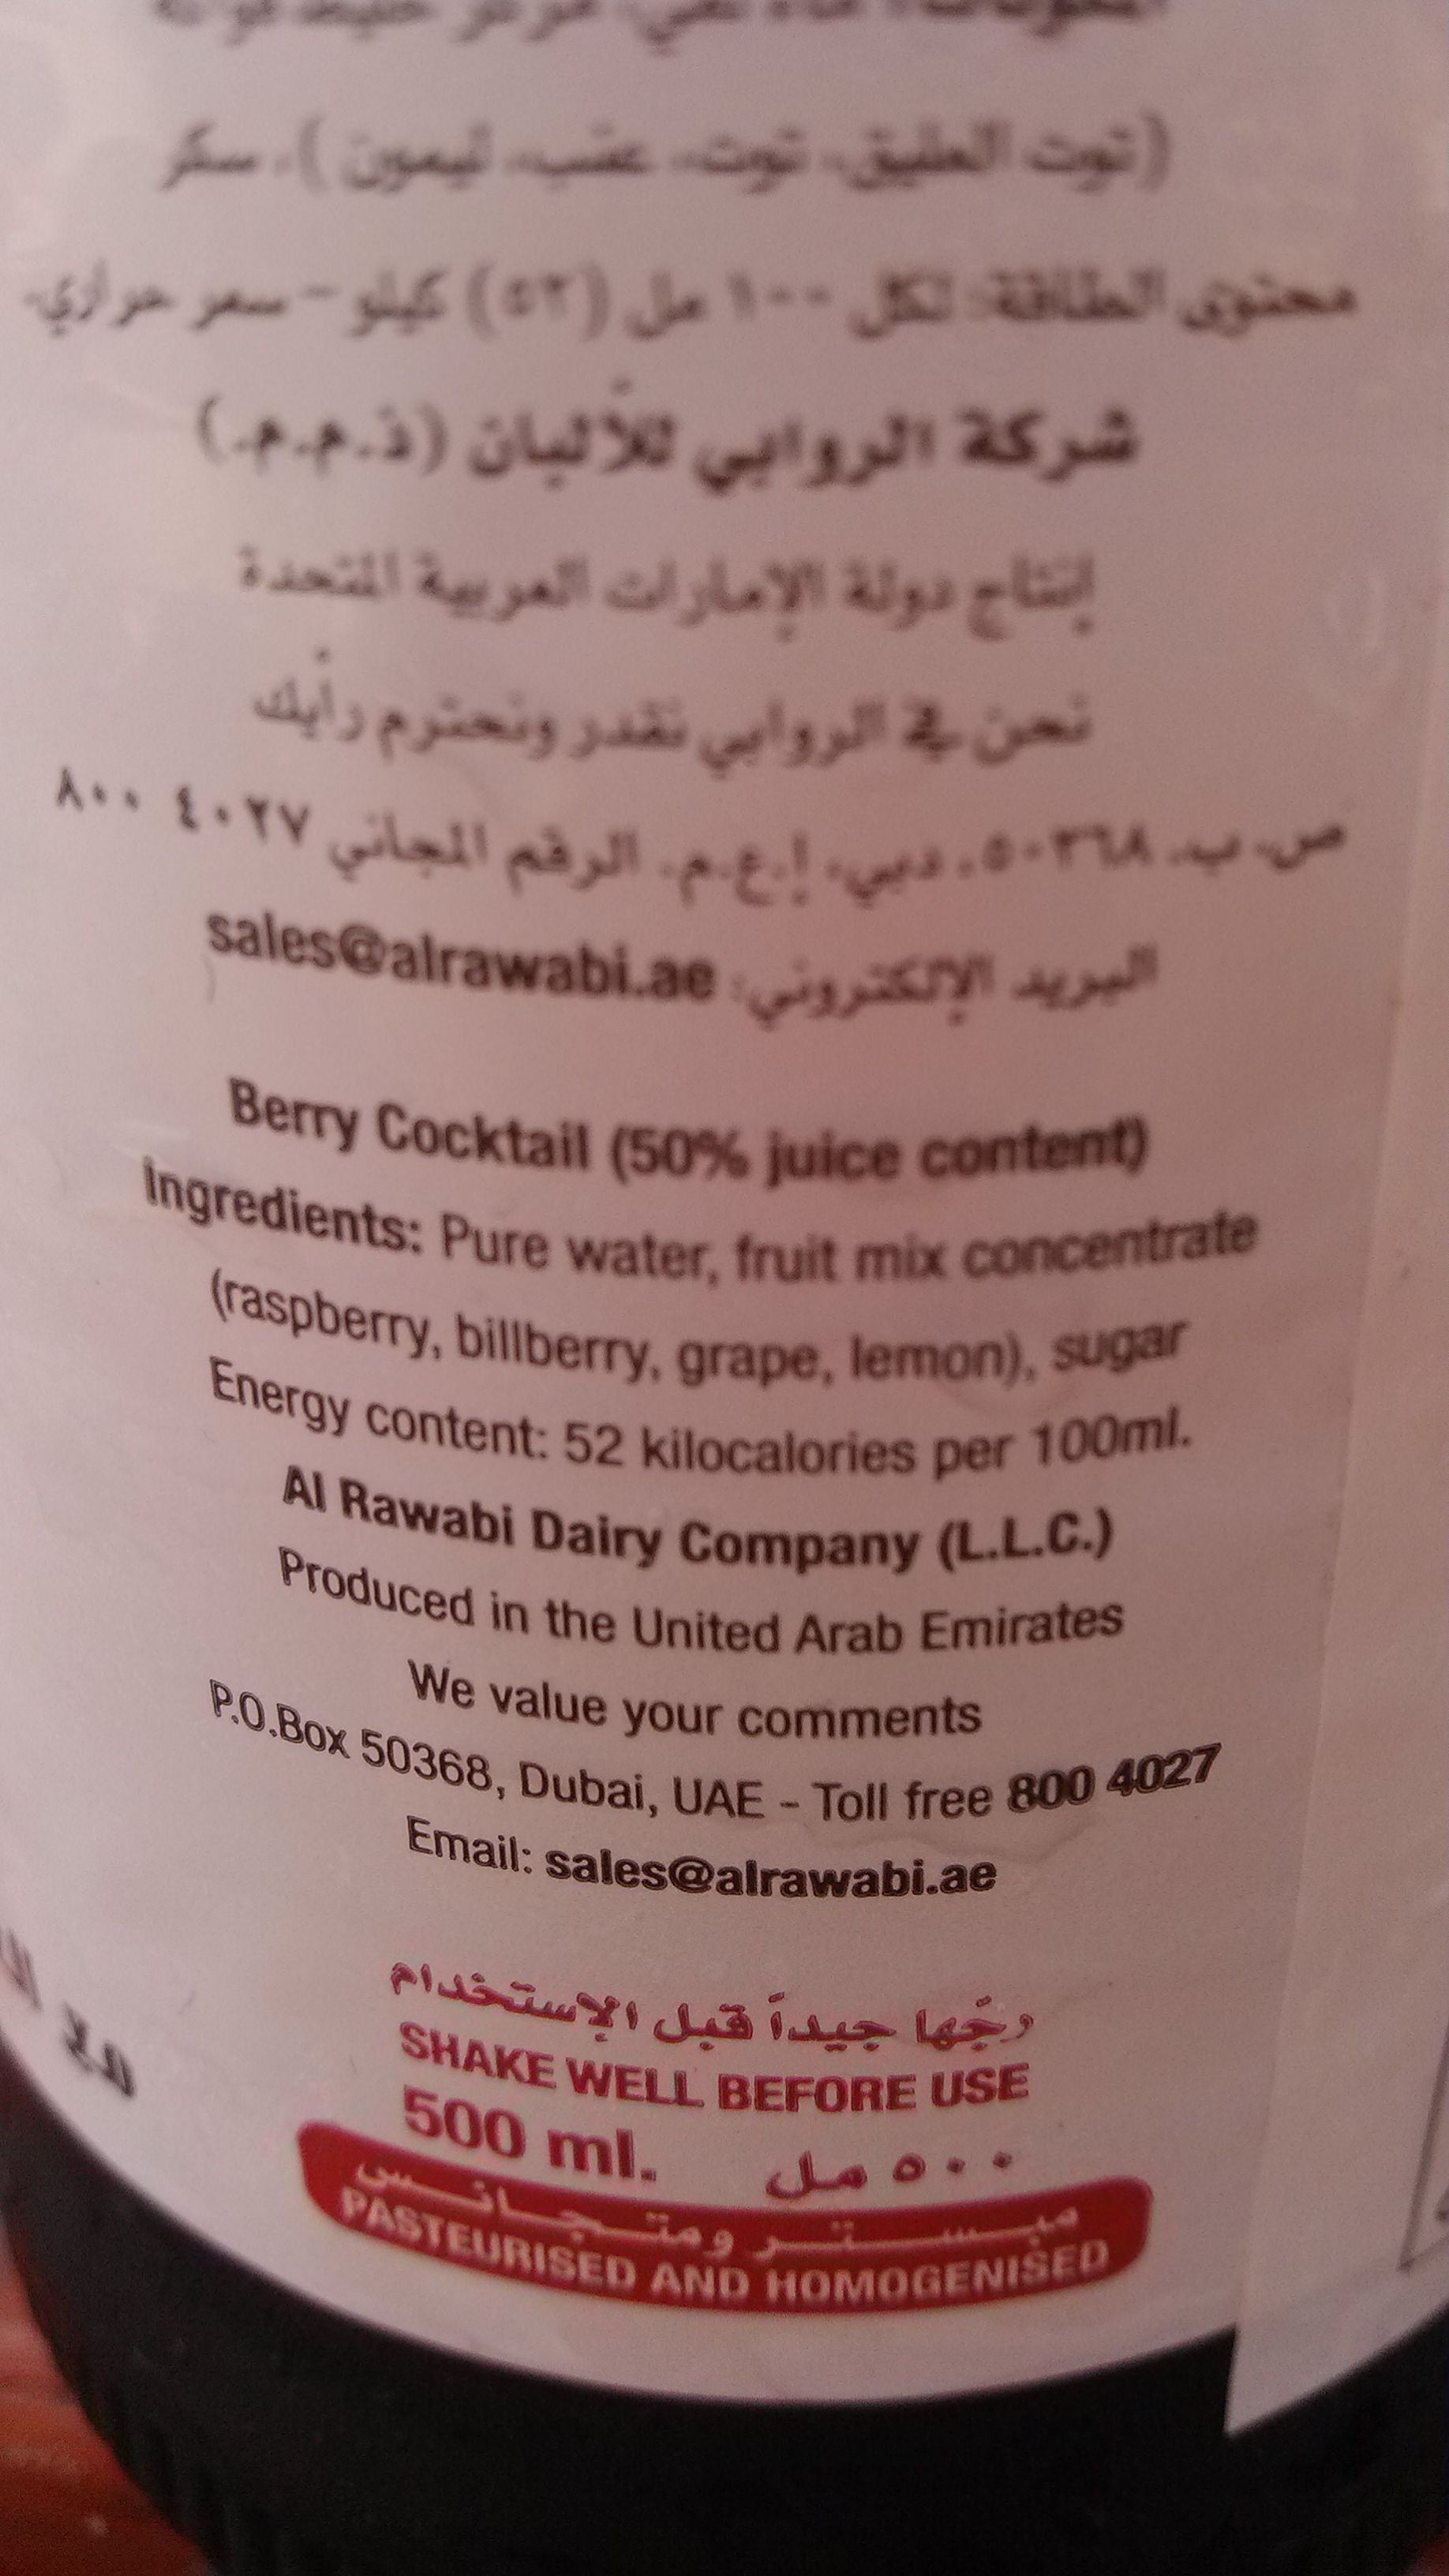 (توت العليق، توت، عنب، ليمون)، سكر
محتوى الطاقة: لكل ١٠٠ مل (٥٢) كيلو - سعر حراري.
شركة الروابي للألبان (ذ.م.م.)
إنتاج دولة الإمارات العربية المتحدة
نحن في الروابي نقدر ونحترم رأيك
ص.ب. ٥٠٣٦٨، دبي، إ.ع.م. الرقم المجاني ٤٠٢٧ ٨٠٠
البريد الإلكتروني: sales@alrawabi.ae
Berry Cocktail (50% juice content)
Ingredients: Pure water, fruit mix concentrate
(raspberry, billberry, grape, lemon), sugar
Energy content: 52 kilocalories per 100ml.
Al Rawabi Dairy Company (L.L.C.)
Produced in the United Arab Emirates
We value your comments
P.O.Box 50368, Dubai, UAE - Toll free 800 4027
Email: sales@alrawabi.ae
رجّها جيداً قبل الإستخدام
SHAKE WELL BEFORE USE
500 ml. ٥٠٠ مل
مبستر ومتجانس
PASTEURISED AND HOMOGENISED